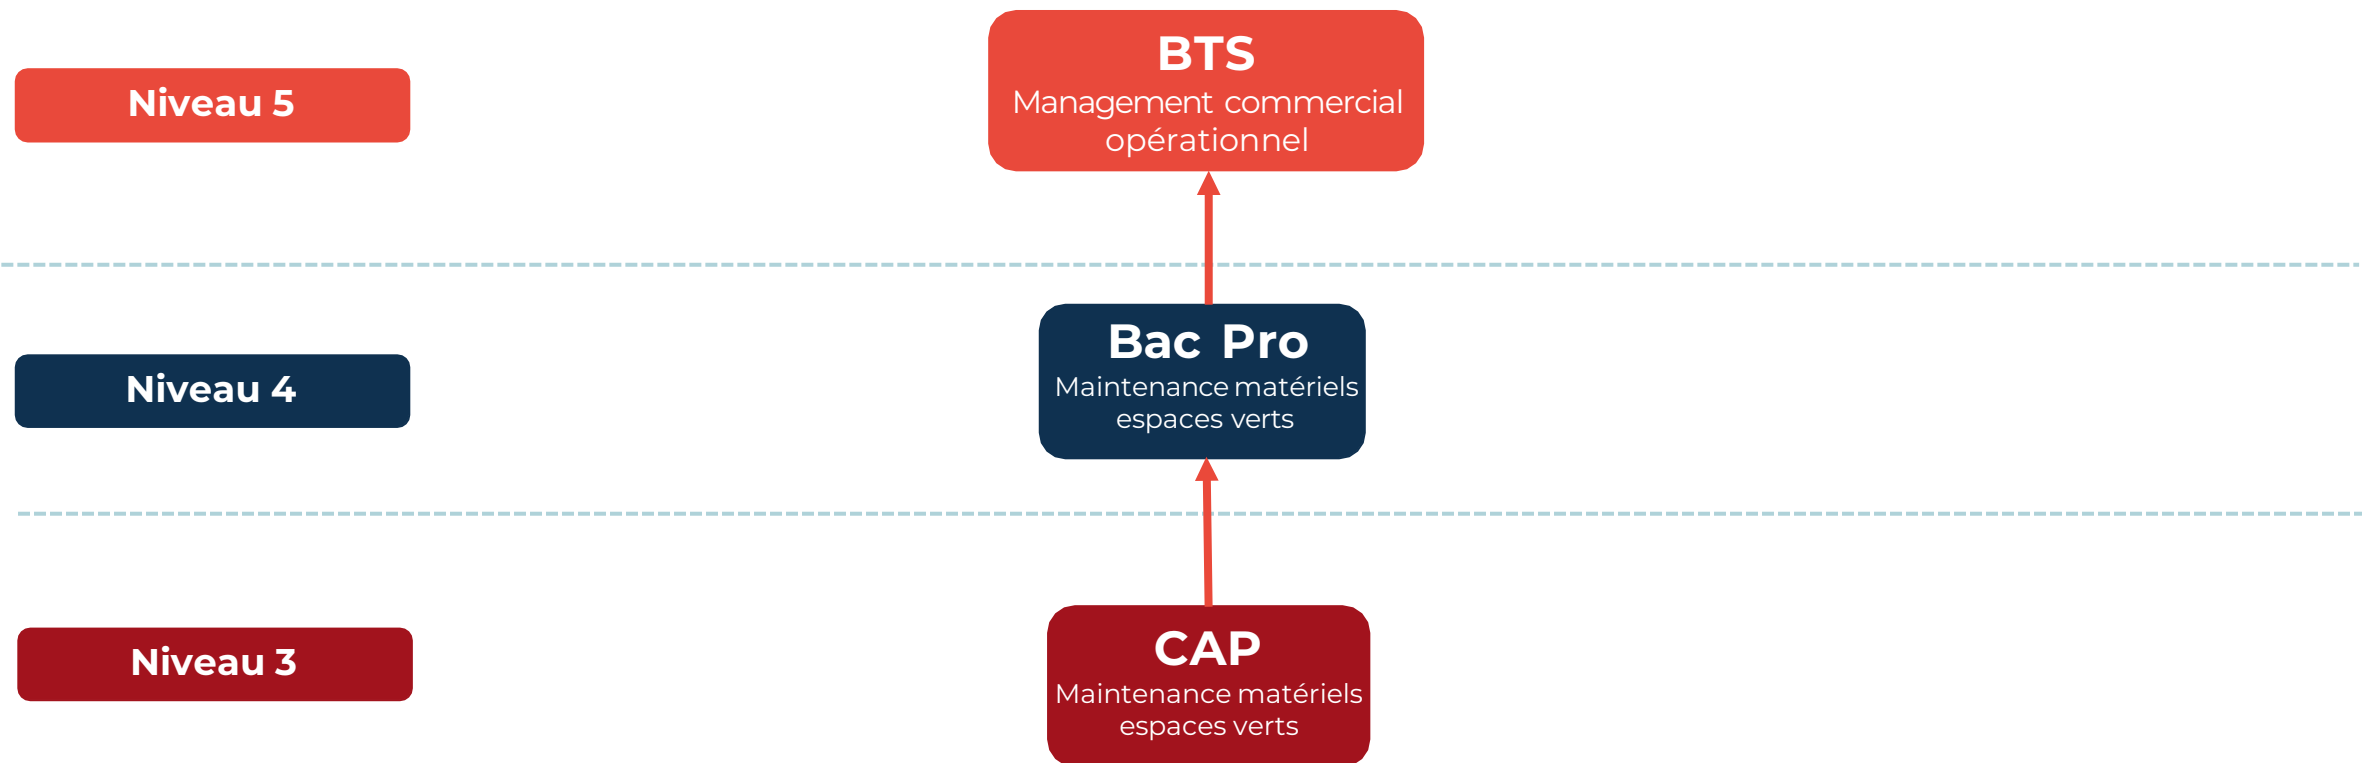 BTS
Management commercial
opérationnel
Niveau 5
Bac Pro
Maintenance matériels
espaces verts
Niveau 4
CAP
Maintenance matériels
espaces verts
Niveau 3